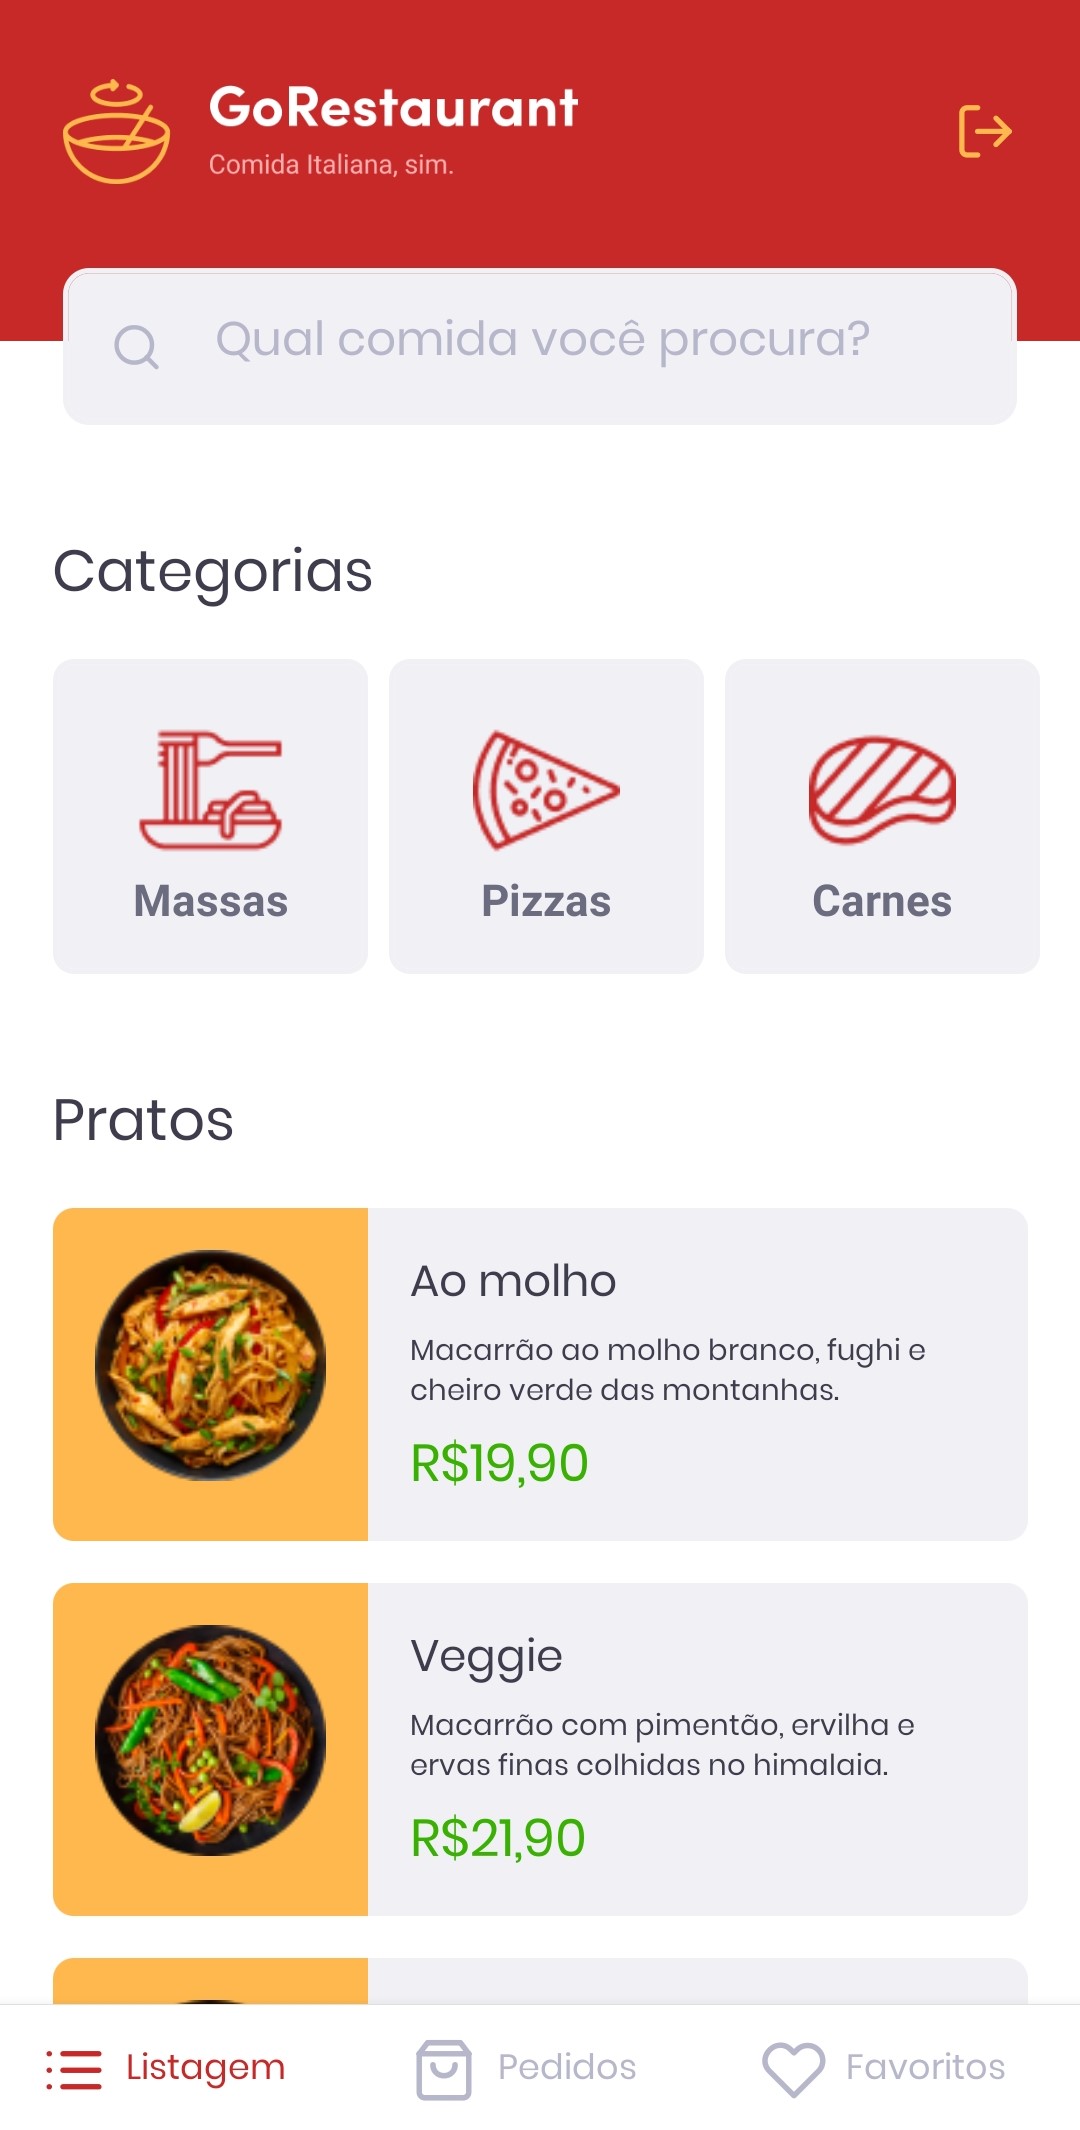 GoRestaurant
Comida Italiana, sim.
Qual comida você procura?
Categorias
Massas
Pizzas
Carnes
Pratos
Ao molho
Macarrão ao molho branco, fughi e
cheiro verde das montanhas.
R$19,90
Veggie
Macarrão com pimentão, ervilha e
ervas finas colhidas no himalaia.
R$21,90
Listagem
Pedidos
Favoritos